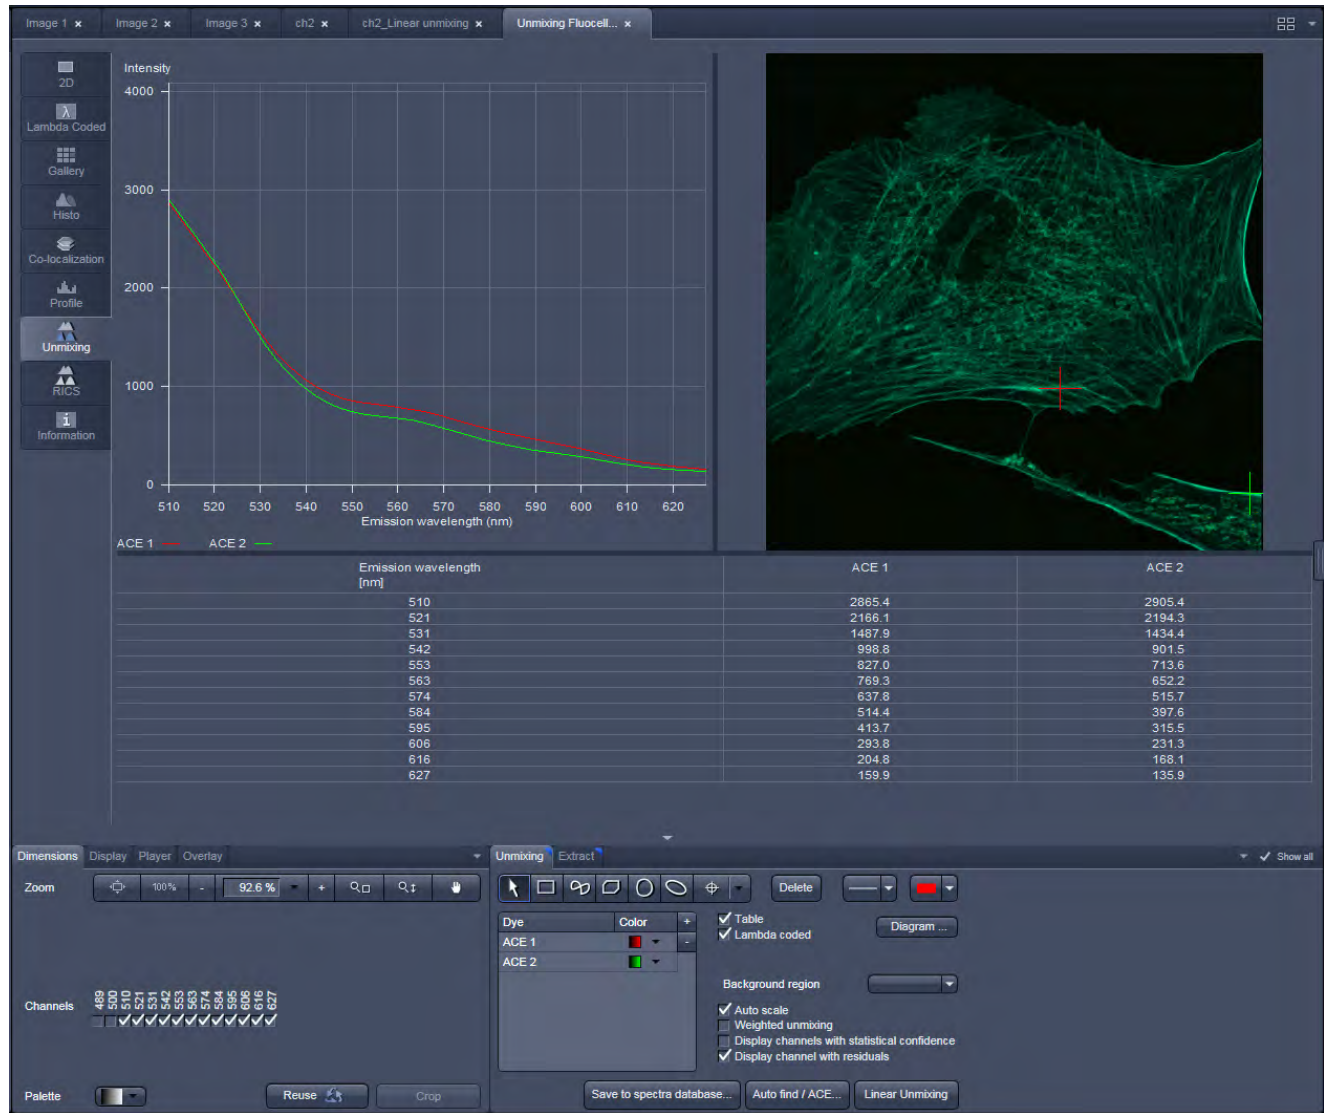 Image 1 × Image 2 × Image 3 × ch2 × ch2_Linear unmixing × Unmixing Fluocell... ×
2D
λ
Lambda Coded
Gallery
Histo
Co-localization
Profile
Unmixing
RICS
i
Information
Intensity
4000
3000
2000
1000
0
510 520 530 540 550 560 570 580 590 600 610 620
Emission wavelength (nm)
ACE 1 ACE 2
Emission wavelength ACE 1 ACE 2
[nm]
510 2865.4 2905.4
521 2166.1 2194.3
531 1487.9 1434.4
542 998.8 901.5
553 827.0 713.6
563 769.3 652.2
574 637.8 515.7
584 514.4 397.6
595 413.7 315.5
606 293.8 231.3
616 204.8 168.1
627 159.9 135.9
Dimensions Display Player Overlay
Zoom 100% - 92.6 % +
Channels 489 500 510 521 531 542 553 563 574 584 595 606 616 627
Palette Reuse Crop
Unmixing Extract Show all
Delete
Dye Color +
ACE 1 -
ACE 2
Table
Lambda coded
Diagram ...
Background region
Auto scale
Weighted unmixing
Display channels with statistical confidence
Display channel with residuals
Save to spectra database... Auto find / ACE... Linear Unmixing